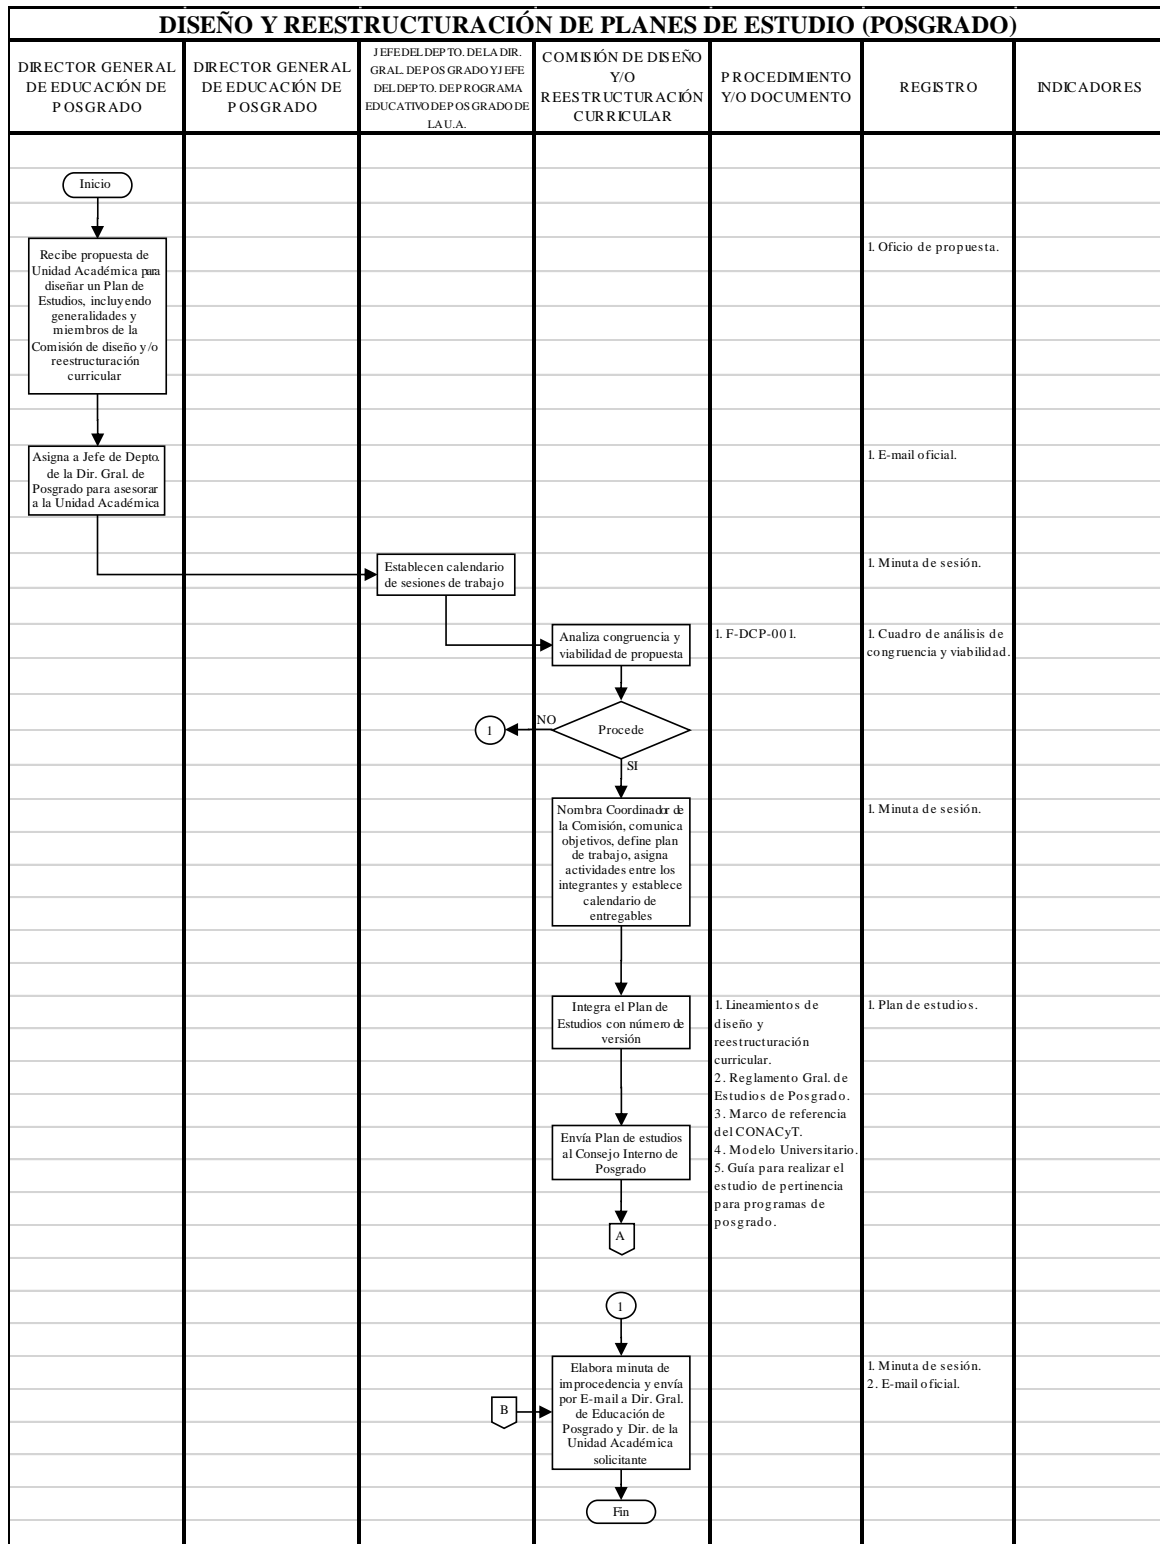 DISEÑO Y REESTRUCTURACIÓN DE PLANES DE ESTUDIO (POSGRADO)
DIRECTOR GENERAL
DE EDUCACIÓN DE
POSGRADO
DIRECTOR GENERAL
DE EDUCACIÓN DE
POSGRADO
JEFE DEL DEPTO. DE LA DIR.
GRAL. DE POSGRADO Y JEFE
DEL DEPTO. DE PROGRAMA
EDUCATIVO DE POSGRADO DE
LA U.A.
COMISIÓN DE DISEÑO
Y/O
REESTRUCTURACIÓN
CURRICULAR
PROCEDIMIENTO
Y/O DOCUMENTO
REGISTRO
INDICADORES
Inicio
Recibe propuesta de
Unidad Académica para
diseñar un Plan de
Estudios, incluyendo
generalidades y
miembros de la
Comisión de diseño y/o
reestructuración
curricular
1. Oficio de propuesta.
Asigna a Jefe de Depto.
de la Dir. Gral. de
Posgrado para asesorar
a la Unidad Académica
1. E-mail oficial.
Establecen calendario
de sesiones de trabajo
1. Minuta de sesión.
Analiza congruencia y
viabilidad de propuesta
1. F-DCP-001.
1. Cuadro de análisis de
congruencia y viabilidad.
1
NO
Procede
SI
Nombra Coordinador de
la Comisión, comunica
objetivos, define plan
de trabajo, asigna
actividades entre los
integrantes y establece
calendario de
entregables
1. Minuta de sesión.
Integra el Plan de
Estudios con número de
versión
1. Lineamientos de
diseño y
reestructuración
curricular.
2. Reglamento Gral. de
Estudios de Posgrado.
3. Marco de referencia
del CONACyT.
4. Modelo Universitario.
5. Guía para realizar el
estudio de pertinencia
para programas de
posgrado.
1. Plan de estudios.
Envía Plan de estudios
al Consejo Interno de
Posgrado
A
1
Elabora minuta de
improcedencia y envía
por E-mail a Dir. Gral.
de Educación de
Posgrado y Dir. de la
Unidad Académica
solicitante
1. Minuta de sesión.
2. E-mail oficial.
B
Fin